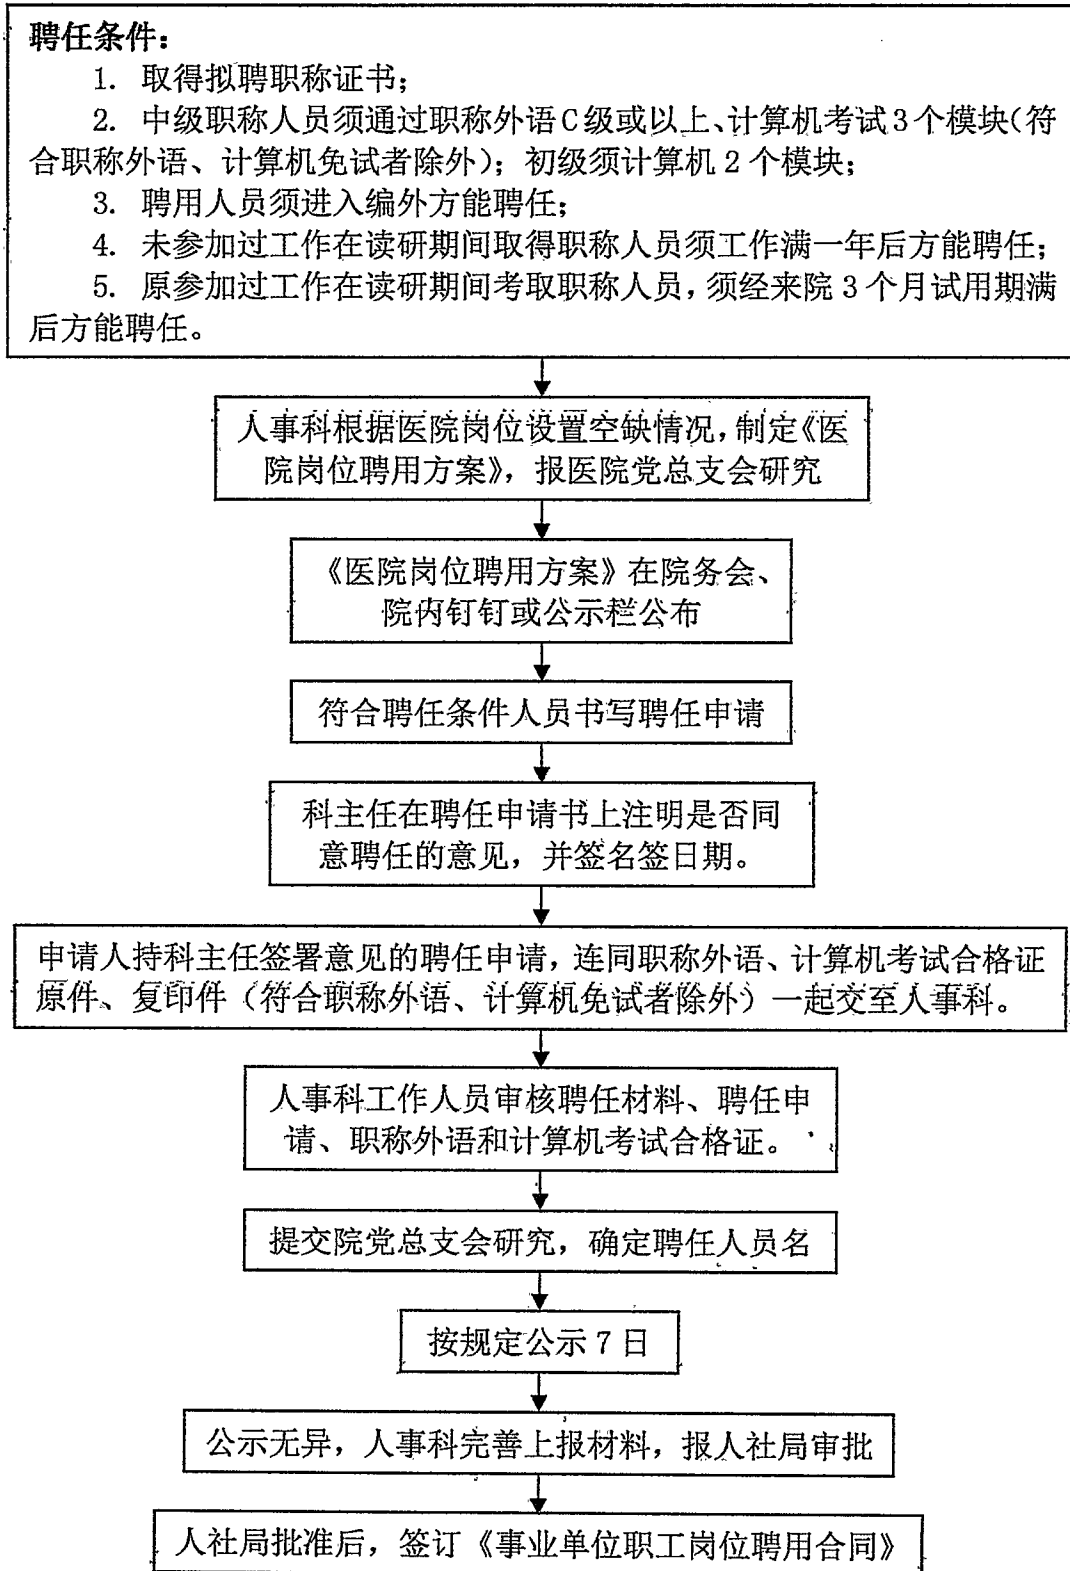 聘任条件：
1. 取得拟聘职称证书；
2. 中级职称人员须通过职称外语C级或以上、计算机考试3个模块（符
合职称外语、计算机免试者除外）；初级须计算机2个模块；
3. 聘用人员须进入编外方能聘任；
4. 未参加过工作在读研期间取得职称人员须工作满一年后方能聘任；
5. 原参加过工作在读研期间考取职称人员，须经来院3个月试用期满
后方能聘任。
人事科根据医院岗位设置空缺情况，制定《医
院岗位聘用方案》，报医院党总支会研究
《医院岗位聘用方案》在院务会、
院内钉钉或公示栏公布
符合聘任条件人员书写聘任申请
科主任在聘任申请书上注明是否同
意聘任的意见，并签名签日期。
申请人持科主任签署意见的聘任申请，连同职称外语、计算机考试合格证
原件、复印件（符合职称外语、计算机免试者除外）一起交至人事科。
人事科工作人员审核聘任材料、聘任申
请、职称外语和计算机考试合格证。
提交院党总支会研究，确定聘任人员名
按规定公示7日
公示无异，人事科完善上报材料，报人社局审批
人社局批准后，签订《事业单位职工岗位聘用合同》